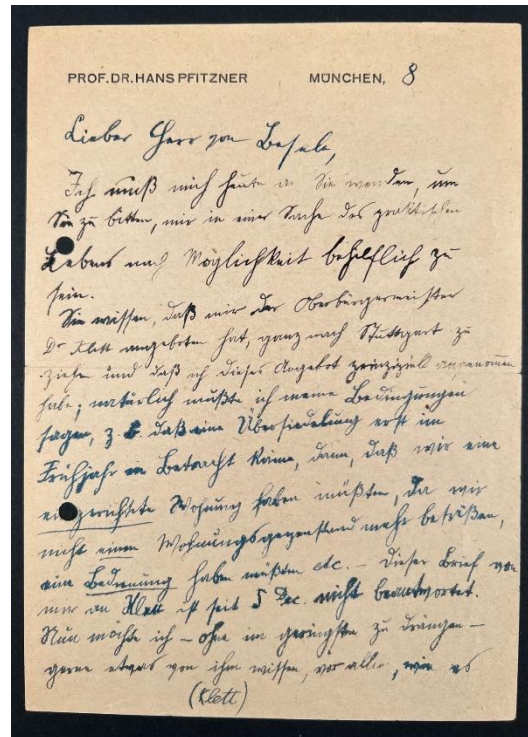 PROF. DR. HANS PFITZNER MÜNCHEN, 8
Lieber Herr von
Ich muß mich heute an Sie wenden, um
Sie zu bitten, mir in einer Sache des praktischen
Lebens nach Möglichkeit behilflich zu
sein.
Sie wissen, daß mir der Oberbürgermeister
Dr Klett angeboten hat, ganz nach Stuttgart zu
ziehen und daß ich dieses Angebot prinzipiell angenommen
habe; natürlich mußte ich meine Bedingungen
sagen, z. B. daß eine Übersiedelung erst im
Frühjahr in Betracht käme, dann, daß wir eine
eingerichtete Wohnung haben müßten, da wir
nicht einen Wohnungsgegenstand mehr besäßen,
eine Bedienung haben müßten etc. – Dieser Brief von
mir an Klett ist seit 5 Dec. nicht beantwortet.
Nun möchte ich – ohne im geringsten zu drängen –
gerne etwas von ihm wissen, vor allem, wie es
(Klett)